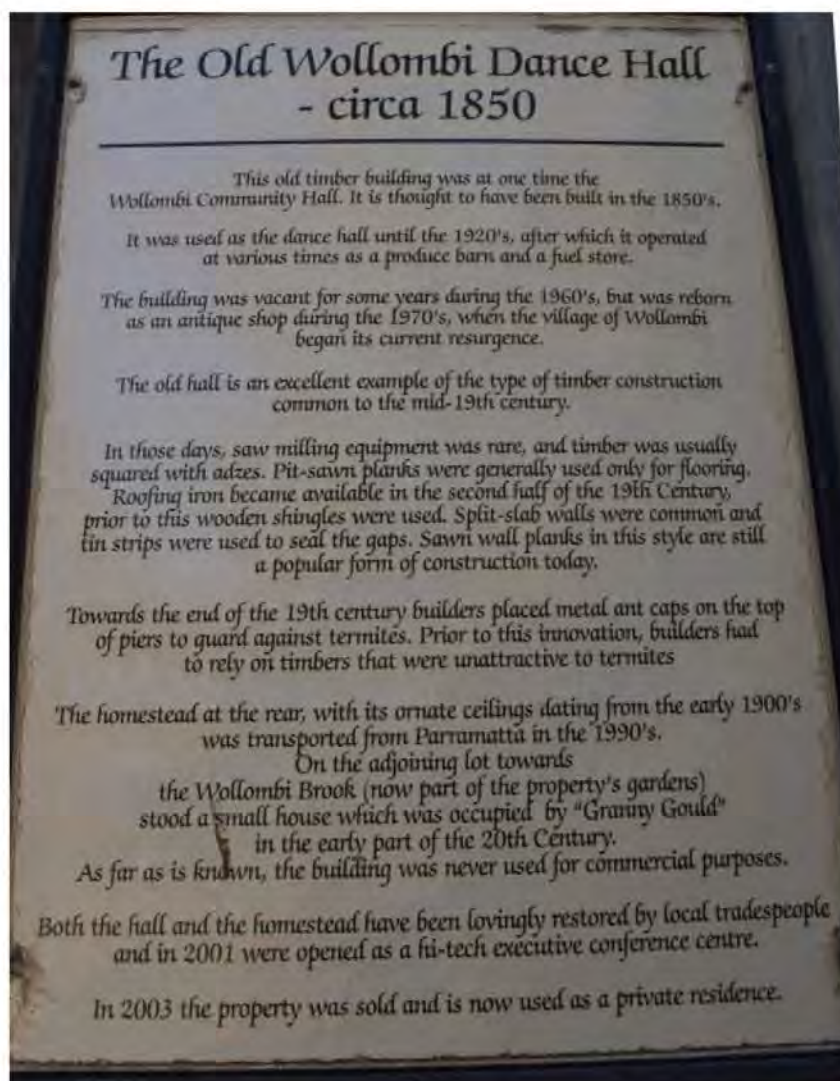 The Old Wollombi Dance Hall
- circa 1850
This old timber building was at one time the
Wollombi Community Hall. It is thought to have been built in the 1850's.
It was used as the dance hall until the 1920's, after which it operated
at various times as a produce barn and a fuel store.
The building was vacant for some years during the 1960's, but was reborn
as an antique shop during the 1970's, when the village of Wollombi
began its current resurgence.
The old hall is an excellent example of the type of timber construction
common to the mid-19th century.
In those days, saw milling equipment was rare, and timber was usually
squared with adzes. Pit-sawn planks were generally used only for flooring.
Roofing iron became available in the second half of the 19th Century,
prior to this wooden shingles were used. Split-slab walls were common and
tin strips were used to seal the gaps. Sawn wall planks in this style are still
a popular form of construction today.
Towards the end of the 19th century builders placed metal ant caps on the top
of piers to guard against termites. Prior to this innovation, builders had
to rely on timbers that were unattractive to termites
The homestead at the rear, with its ornate ceilings dating from the early 1900's
was transported from Parramatta in the 1990's.
On the adjoining lot towards
the Wollombi Brook (now part of the property's gardens)
stood a small house which was occupied by "Granny Gould"
in the early part of the 20th Century.
As far as is known, the building was never used for commercial purposes.
Both the hall and the homestead have been lovingly restored by local tradespeople
and in 2001 were opened as a hi-tech executive conference centre.
In 2003 the property was sold and is now used as a private residence.